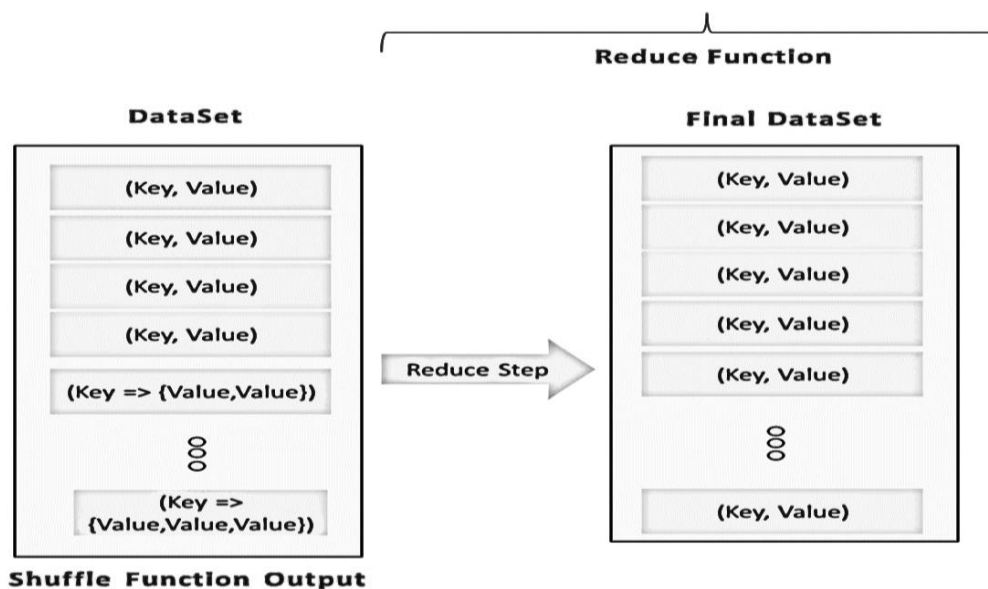 Reduce Function
DataSet
(Key, Value)
(Key, Value)
(Key, Value)
(Key, Value)
(Key => {Value,Value})
(Key =>
{Value,Value,Value})
Shuffle Function Output
Reduce Step
Final DataSet
(Key, Value)
(Key, Value)
(Key, Value)
(Key, Value)
(Key, Value)
(Key, Value)